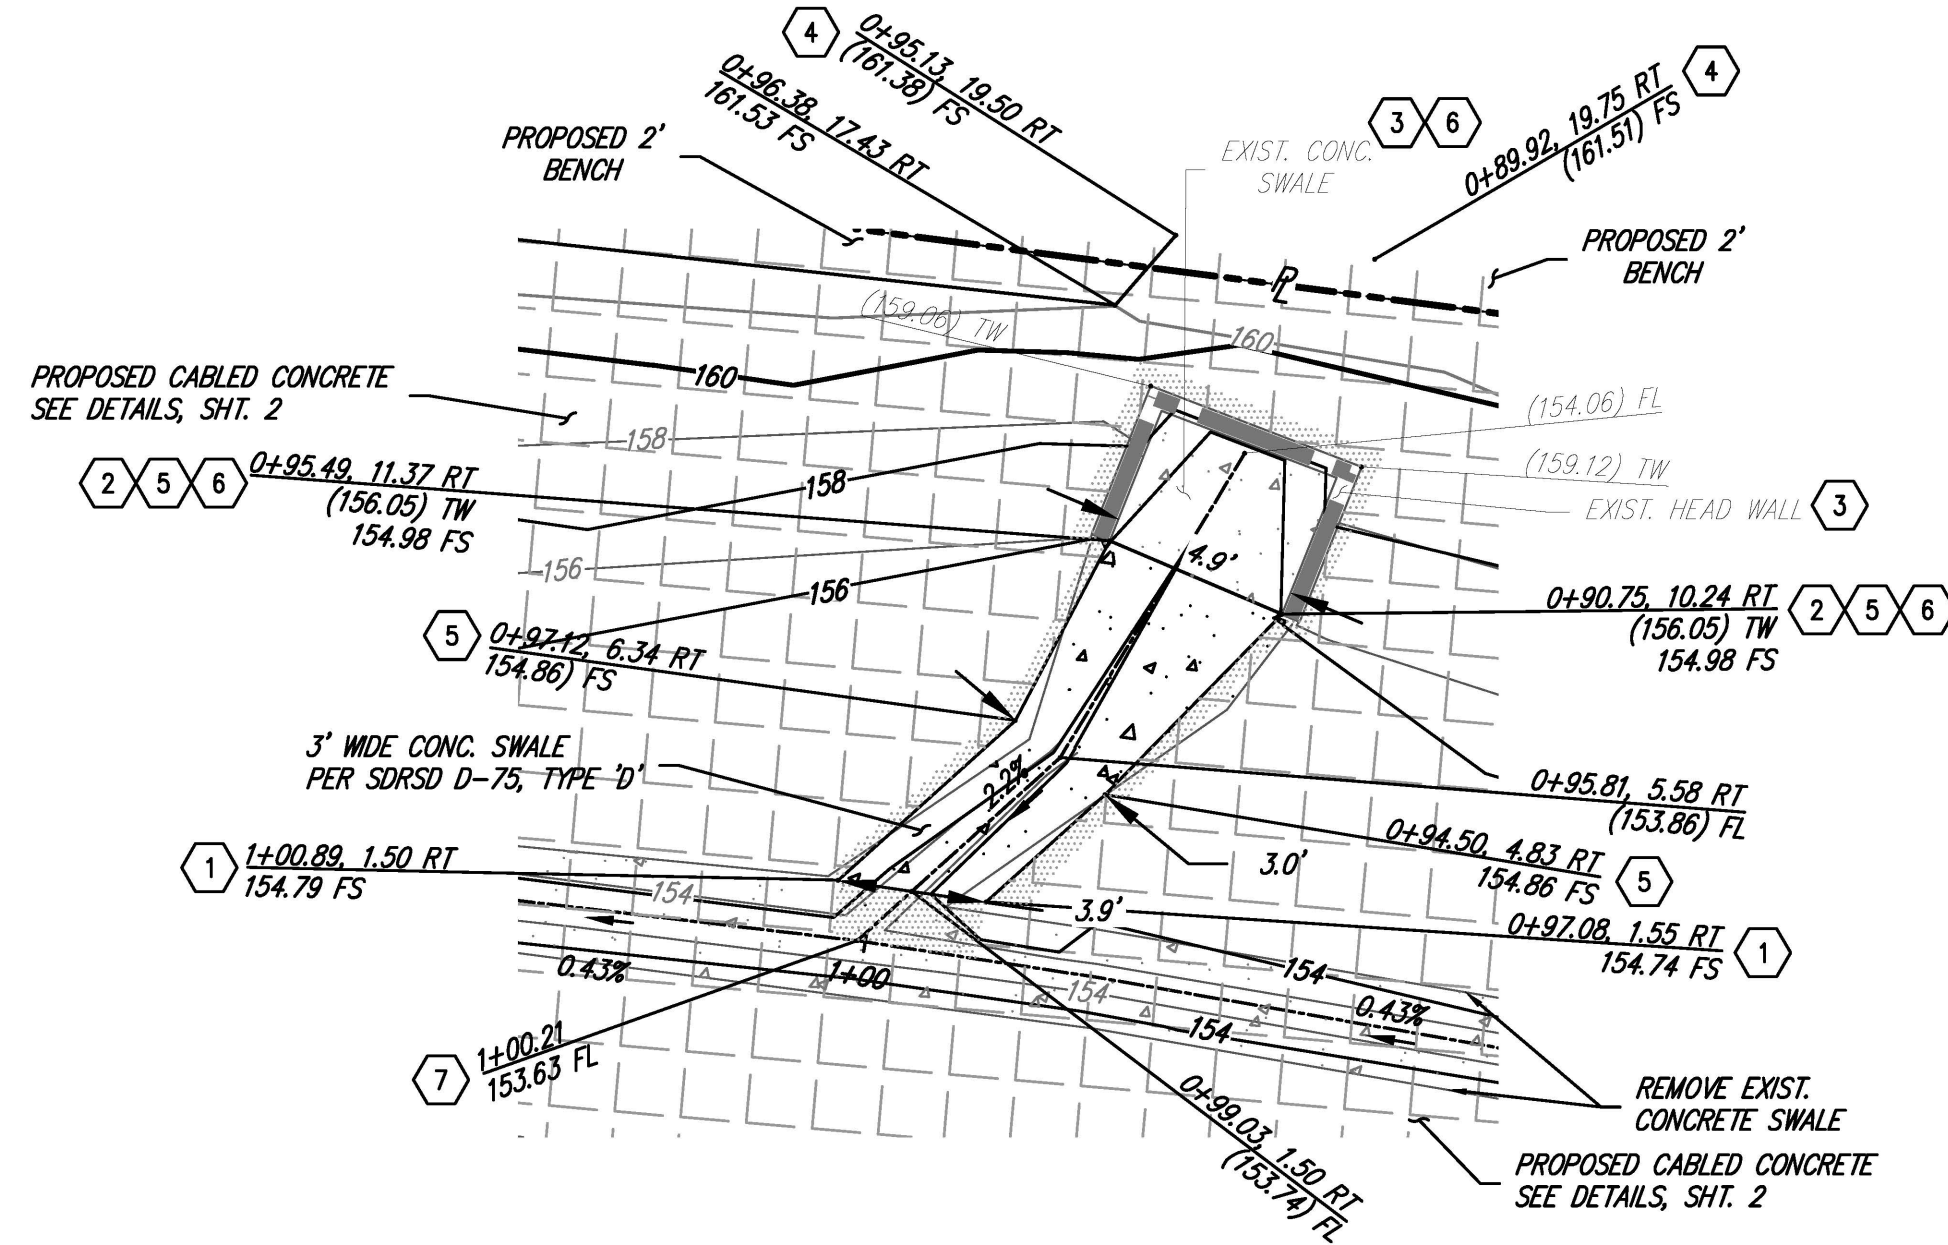 4
0+95.13, 19.50 RT
(161.38) FS
0+96.38, 17.43 RT
161.53 FS
3
6
0+89.92, 19.75 RT
(161.51) FS
4
PROPOSED 2'
BENCH
EXIST. CONC.
SWALE
PROPOSED 2'
BENCH
PL
(159.06) TW
160
160
PROPOSED CABLED CONCRETE
SEE DETAILS, SHT. 2
(154.06) FL
158
158
(159.12) TW
EXIST. HEAD WALL
3
2
5
6
0+95.49, 11.37 RT
(156.05) TW
154.98 FS
4.9'
156
156
0+90.75, 10.24 RT
(156.05) TW
154.98 FS
2
5
6
5
0+97.12, 6.34 RT
154.86) FS
3' WIDE CONC. SWALE
PER SDRSD D-75, TYPE 'D'
2.2%
0+95.81, 5.58 RT
(153.86) FL
0+94.50, 4.83 RT
154.86 FS
5
3.0'
1
1+00.89, 1.50 RT
154.79 FS
154
3.9'
0+97.08, 1.55 RT
154.74 FS
1
0.43%
1+00
154
154
0.43%
154
7
1+00.21
153.63 FL
0+99.03, 1.50 RT
(153.74) FL
REMOVE EXIST.
CONCRETE SWALE
PROPOSED CABLED CONCRETE
SEE DETAILS, SHT. 2